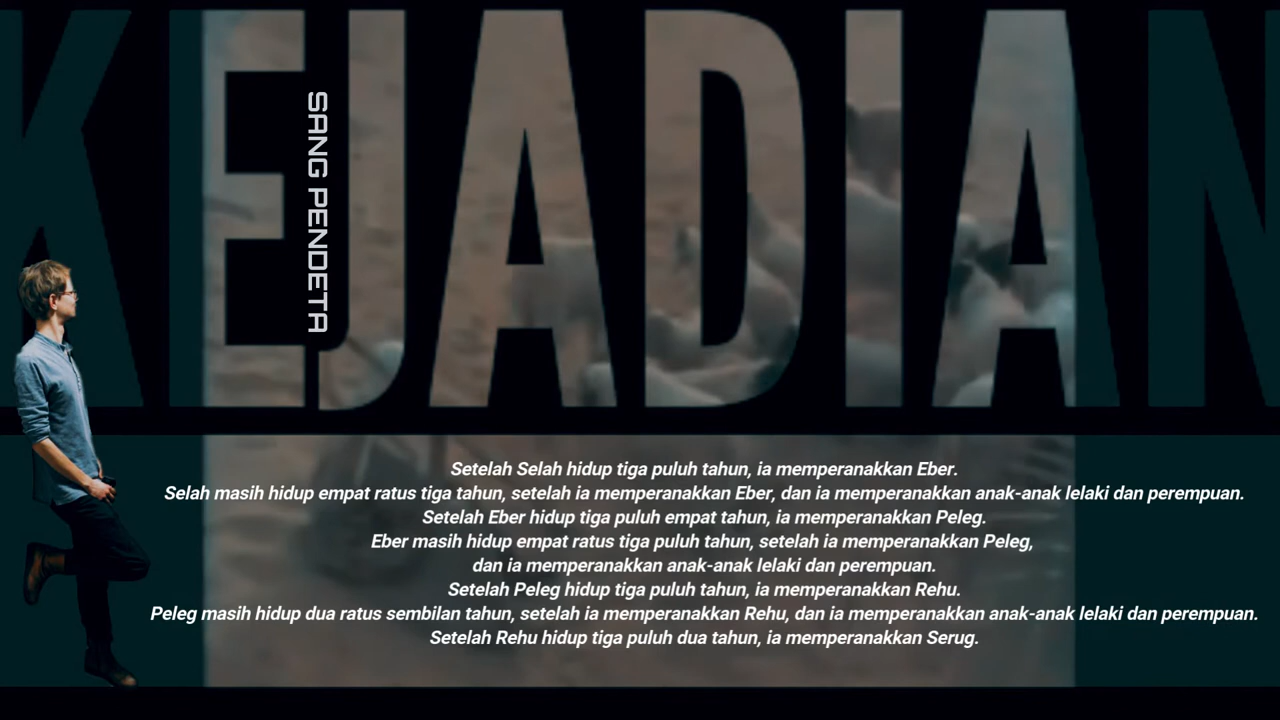 KEJADIAN
SANG PENDETA
Setelah Selah hidup tiga puluh tahun, ia memperanakkan Eber.
Selah masih hidup empat ratus tiga tahun, setelah ia memperanakkan Eber, dan ia memperanakkan anak-anak lelaki dan perempuan.
Setelah Eber hidup tiga puluh empat tahun, ia memperanakkan Peleg.
Eber masih hidup empat ratus tiga puluh tahun, setelah ia memperanakkan Peleg,
dan ia memperanakkan anak-anak lelaki dan perempuan.
Setelah Peleg hidup tiga puluh tahun, ia memperanakkan Rehu.
Peleg masih hidup dua ratus sembilan tahun, setelah ia memperanakkan Rehu, dan ia memperanakkan anak-anak lelaki dan perempuan.
Setelah Rehu hidup tiga puluh dua tahun, ia memperanakkan Serug.